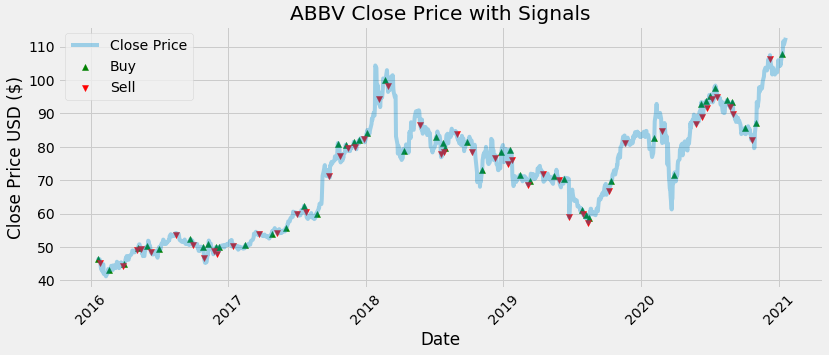 ABBV Close Price with Signals
Close Price
Buy
Sell
Close Price USD ($)
110
100
90
80
70
60
50
40
2016
2017
2018
2019
2020
2021
Date